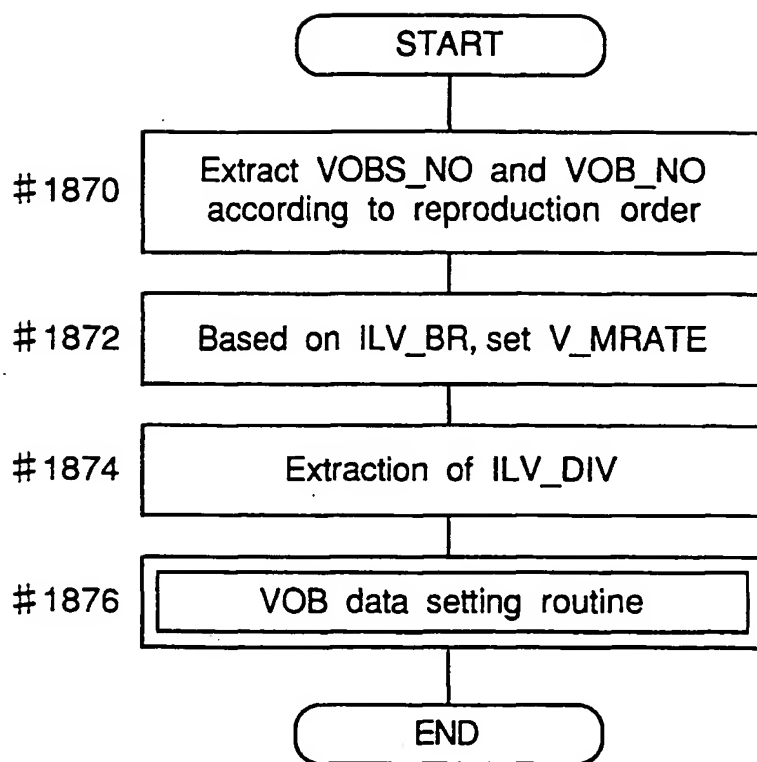 START
#1870
Extract VOBS_NO and VOB_NO
according to reproduction order
#1872
Based on ILV_BR, set V_MRATE
#1874
Extraction of ILV_DIV
#1876
VOB data setting routine
END